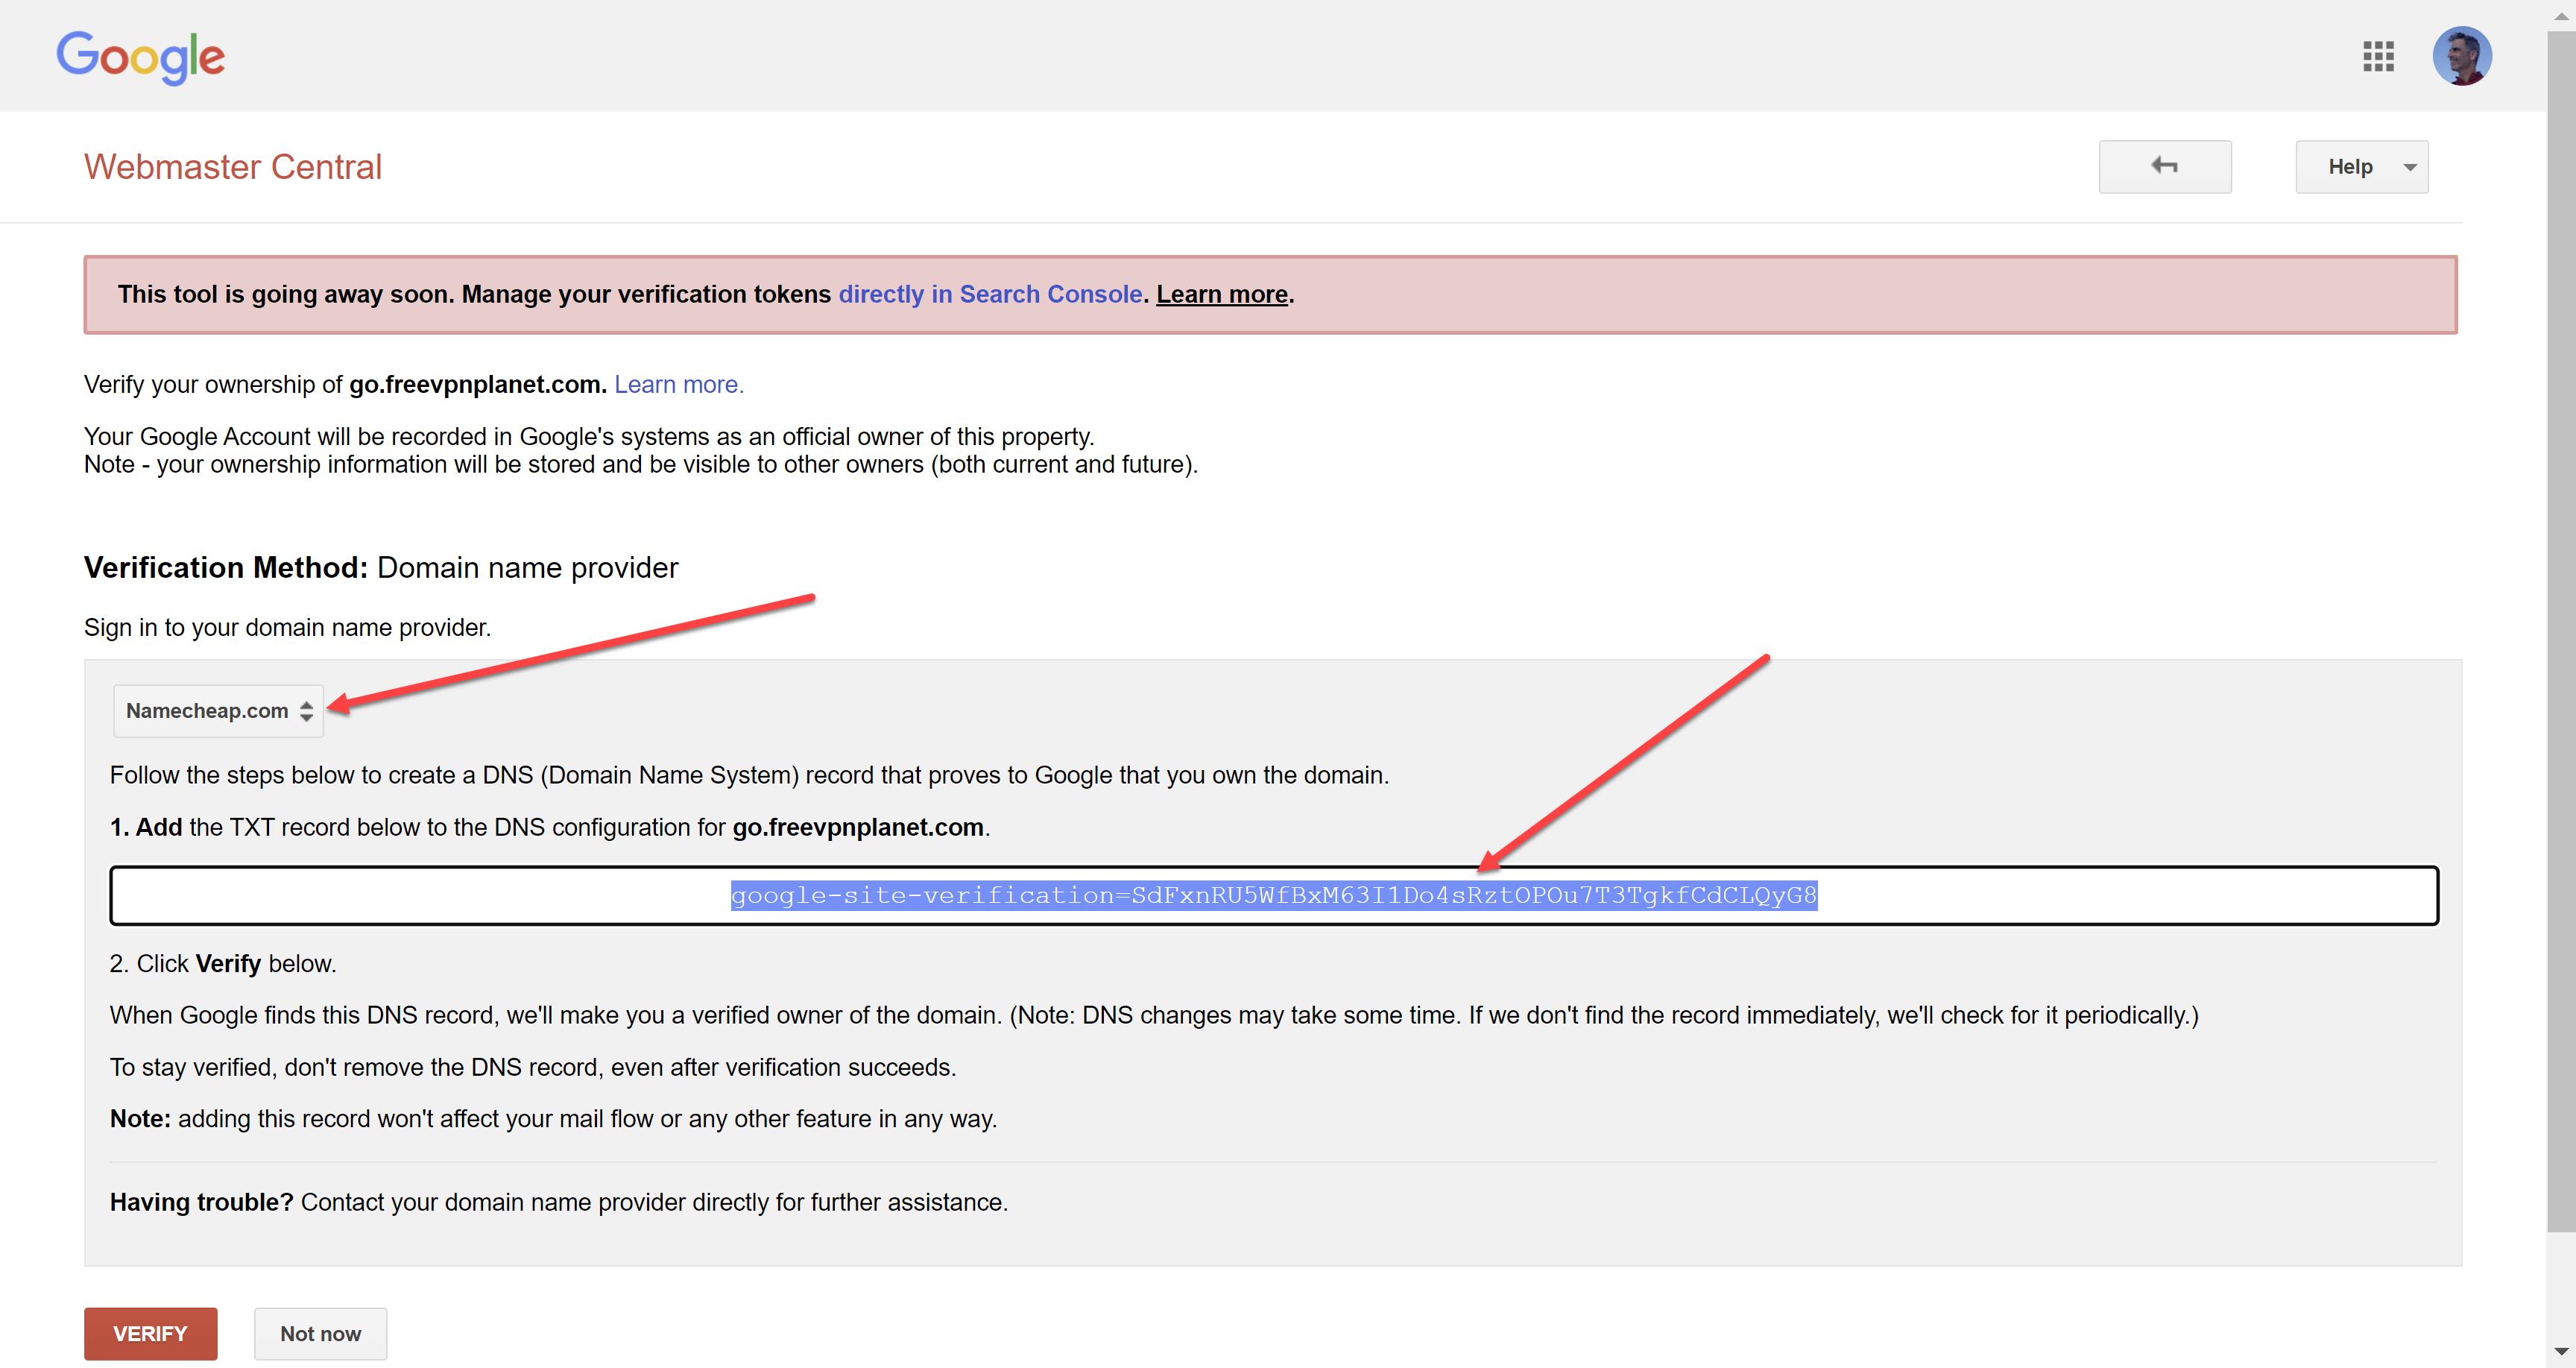 Google
Webmaster Central
Help
This tool is going away soon. Manage your verification tokens directly in Search Console. Learn more.
Verify your ownership of go.freevpnplanet.com. Learn more.
Your Google Account will be recorded in Google's systems as an official owner of this property.
Note - your ownership information will be stored and be visible to other owners (both current and future).
Verification Method: Domain name provider
Sign in to your domain name provider.
Namecheap.com
Follow the steps below to create a DNS (Domain Name System) record that proves to Google that you own the domain.
1. Add the TXT record below to the DNS configuration for go.freevpnplanet.com.
google-site-verification=SdFxnRU5WfBxM63I1Do4sRztOPOu7T3TgkfCdCLQyG8
2. Click Verify below.
When Google finds this DNS record, we'll make you a verified owner of the domain. (Note: DNS changes may take some time. If we don't find the record immediately, we'll check for it periodically.)
To stay verified, don't remove the DNS record, even after verification succeeds.
Note: adding this record won't affect your mail flow or any other feature in any way.
Having trouble? Contact your domain name provider directly for further assistance.
VERIFY
Not now